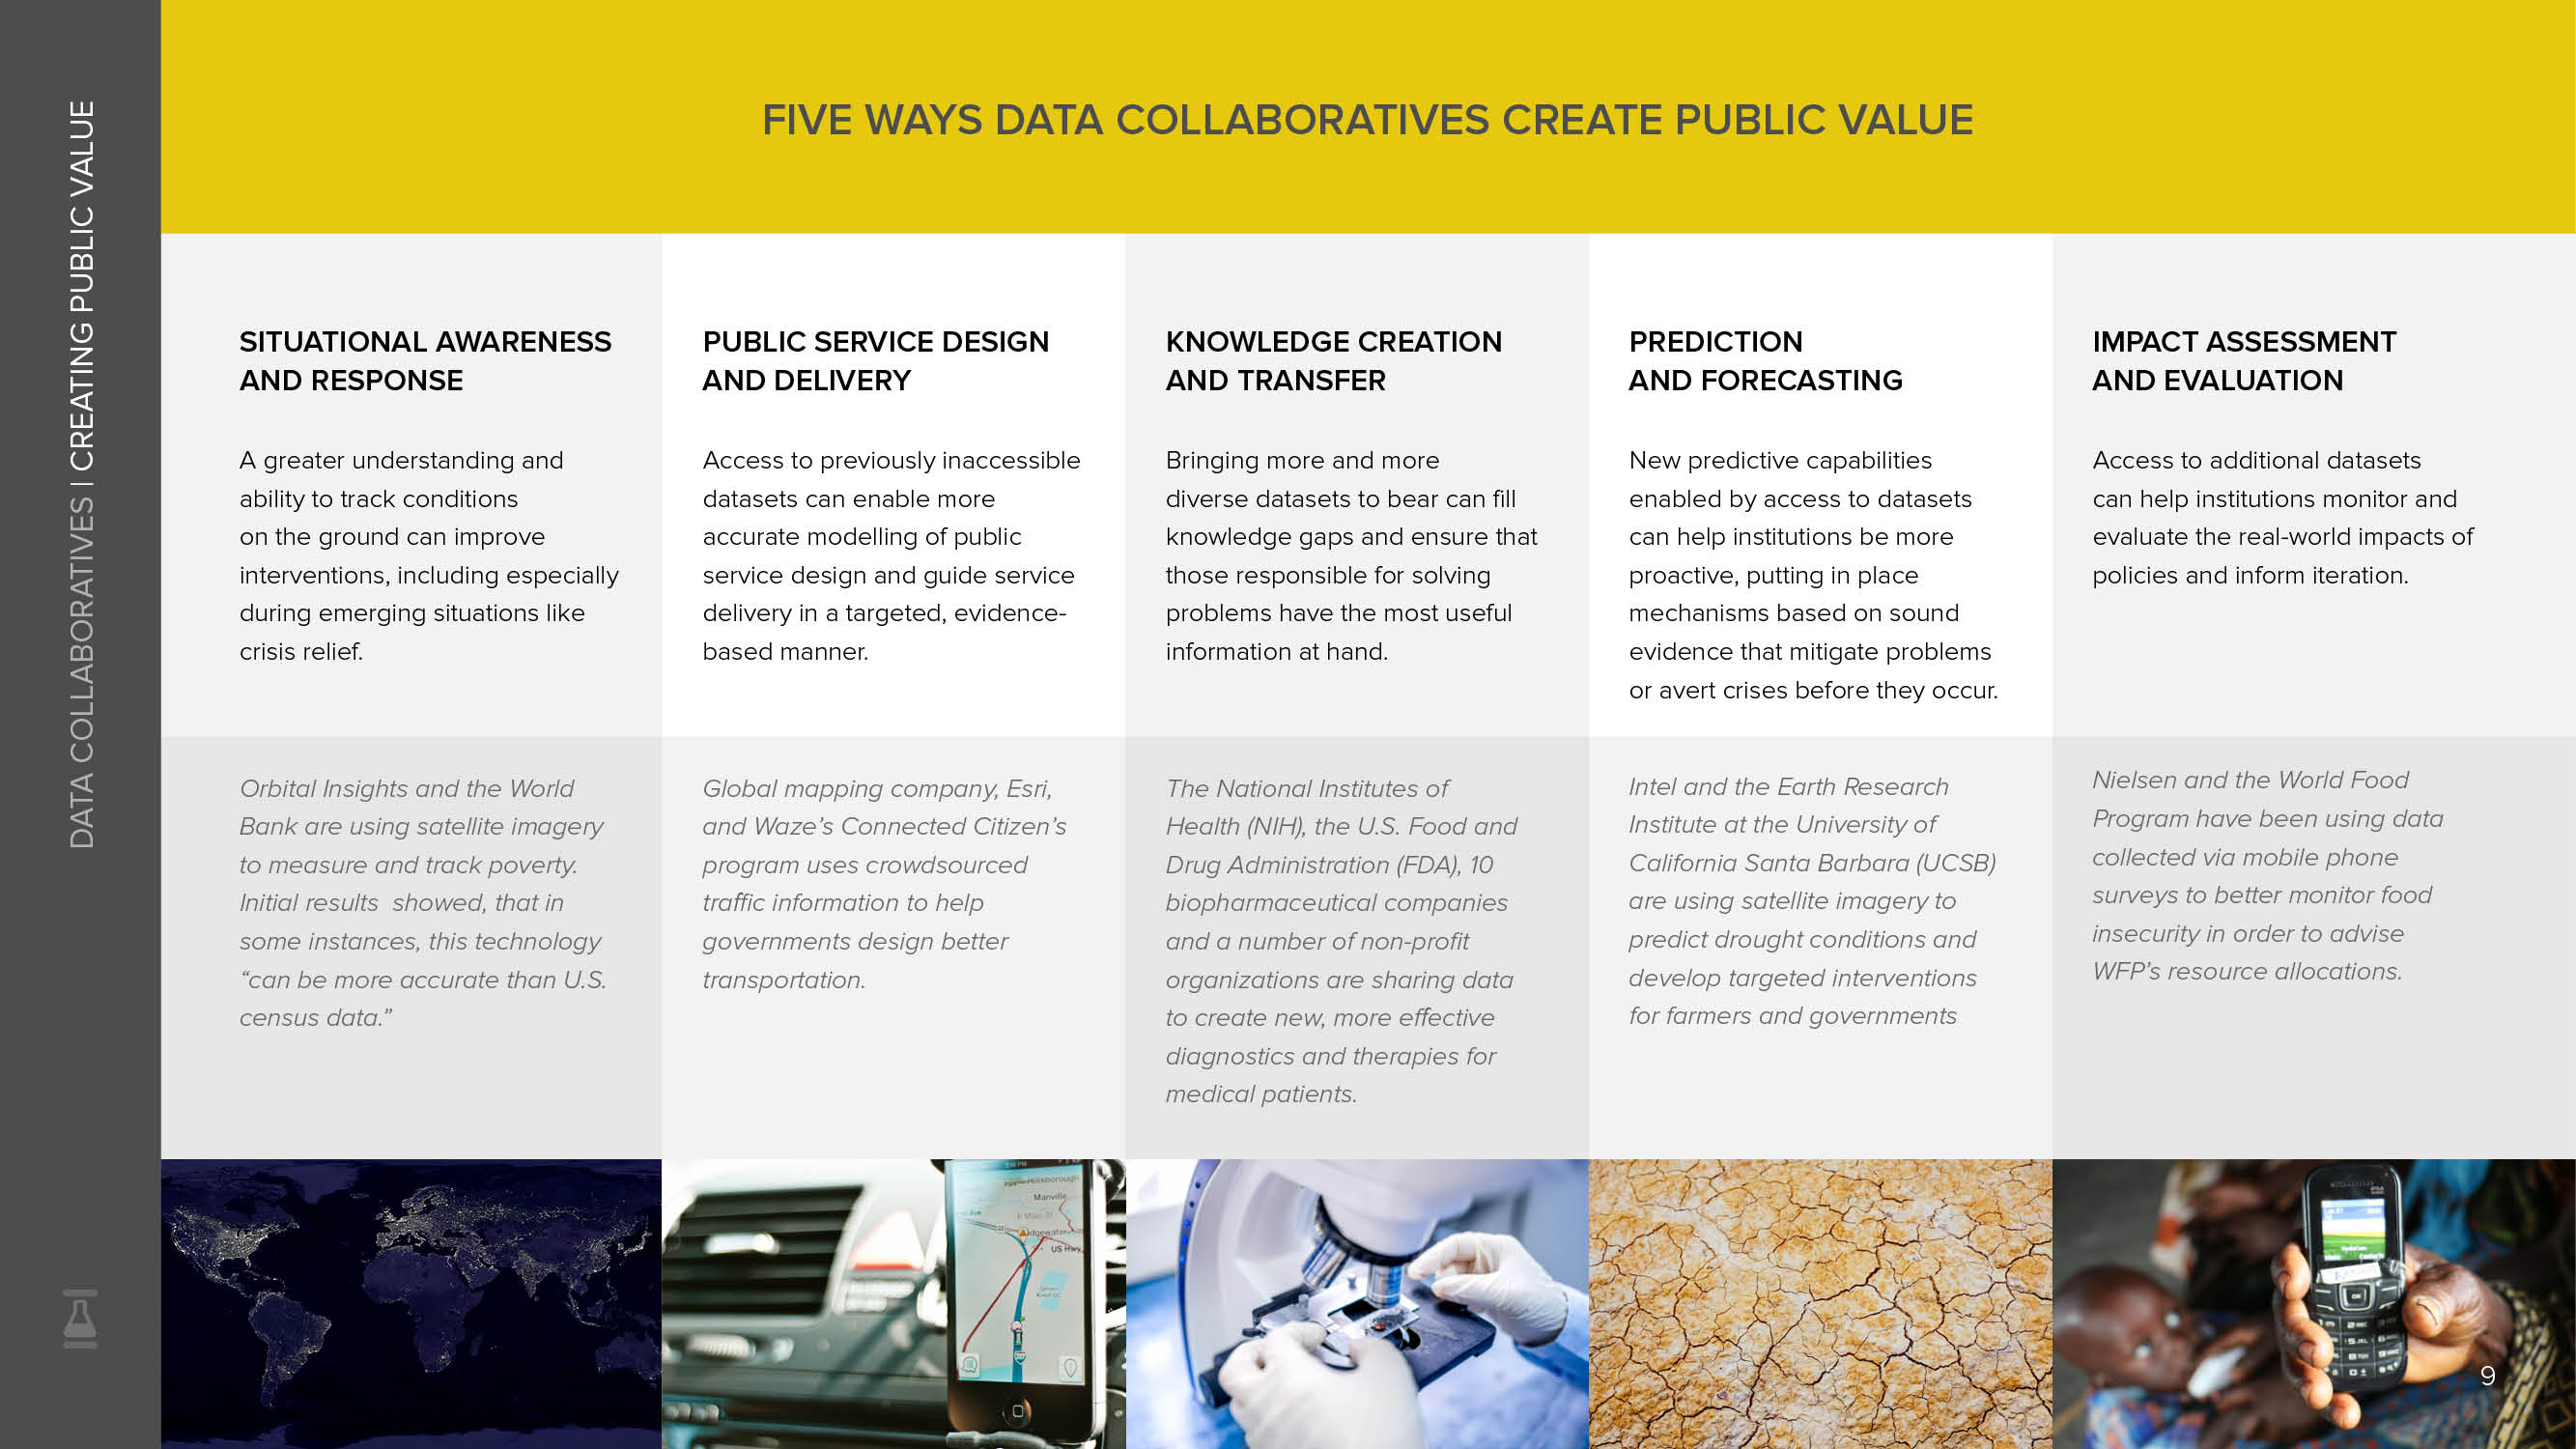 DATA COLLABORATIVES | CREATING PUBLIC VALUE
FIVE WAYS DATA COLLABORATIVES CREATE PUBLIC VALUE
SITUATIONAL AWARENESS
AND RESPONSE
A greater understanding and
ability to track conditions
on the ground can improve
interventions, including especially
during emerging situations like
crisis relief.
Orbital Insights and the World
Bank are using satellite imagery
to measure and track poverty.
Initial results  showed, that in
some instances, this technology
“can be more accurate than U.S.
census data.”
PUBLIC SERVICE DESIGN
AND DELIVERY
Access to previously inaccessible
datasets can enable more
accurate modelling of public
service design and guide service
delivery in a targeted, evidence-
based manner.
Global mapping company, Esri,
and Waze’s Connected Citizen’s
program uses crowdsourced
traffic information to help
governments design better
transportation.
KNOWLEDGE CREATION
AND TRANSFER
Bringing more and more
diverse datasets to bear can fill
knowledge gaps and ensure that
those responsible for solving
problems have the most useful
information at hand.
The National Institutes of
Health (NIH), the U.S. Food and
Drug Administration (FDA), 10
biopharmaceutical companies
and a number of non-profit
organizations are sharing data
to create new, more effective
diagnostics and therapies for
medical patients.
PREDICTION
AND FORECASTING
New predictive capabilities
enabled by access to datasets
can help institutions be more
proactive, putting in place
mechanisms based on sound
evidence that mitigate problems
or avert crises before they occur.
Intel and the Earth Research
Institute at the University of
California Santa Barbara (UCSB)
are using satellite imagery to
predict drought conditions and
develop targeted interventions
for farmers and governments
IMPACT ASSESSMENT
AND EVALUATION
Access to additional datasets
can help institutions monitor and
evaluate the real-world impacts of
policies and inform iteration.
Nielsen and the World Food
Program have been using data
collected via mobile phone
surveys to better monitor food
insecurity in order to advise
WFP’s resource allocations.
Hillsborough
Manville
US Hwy
9